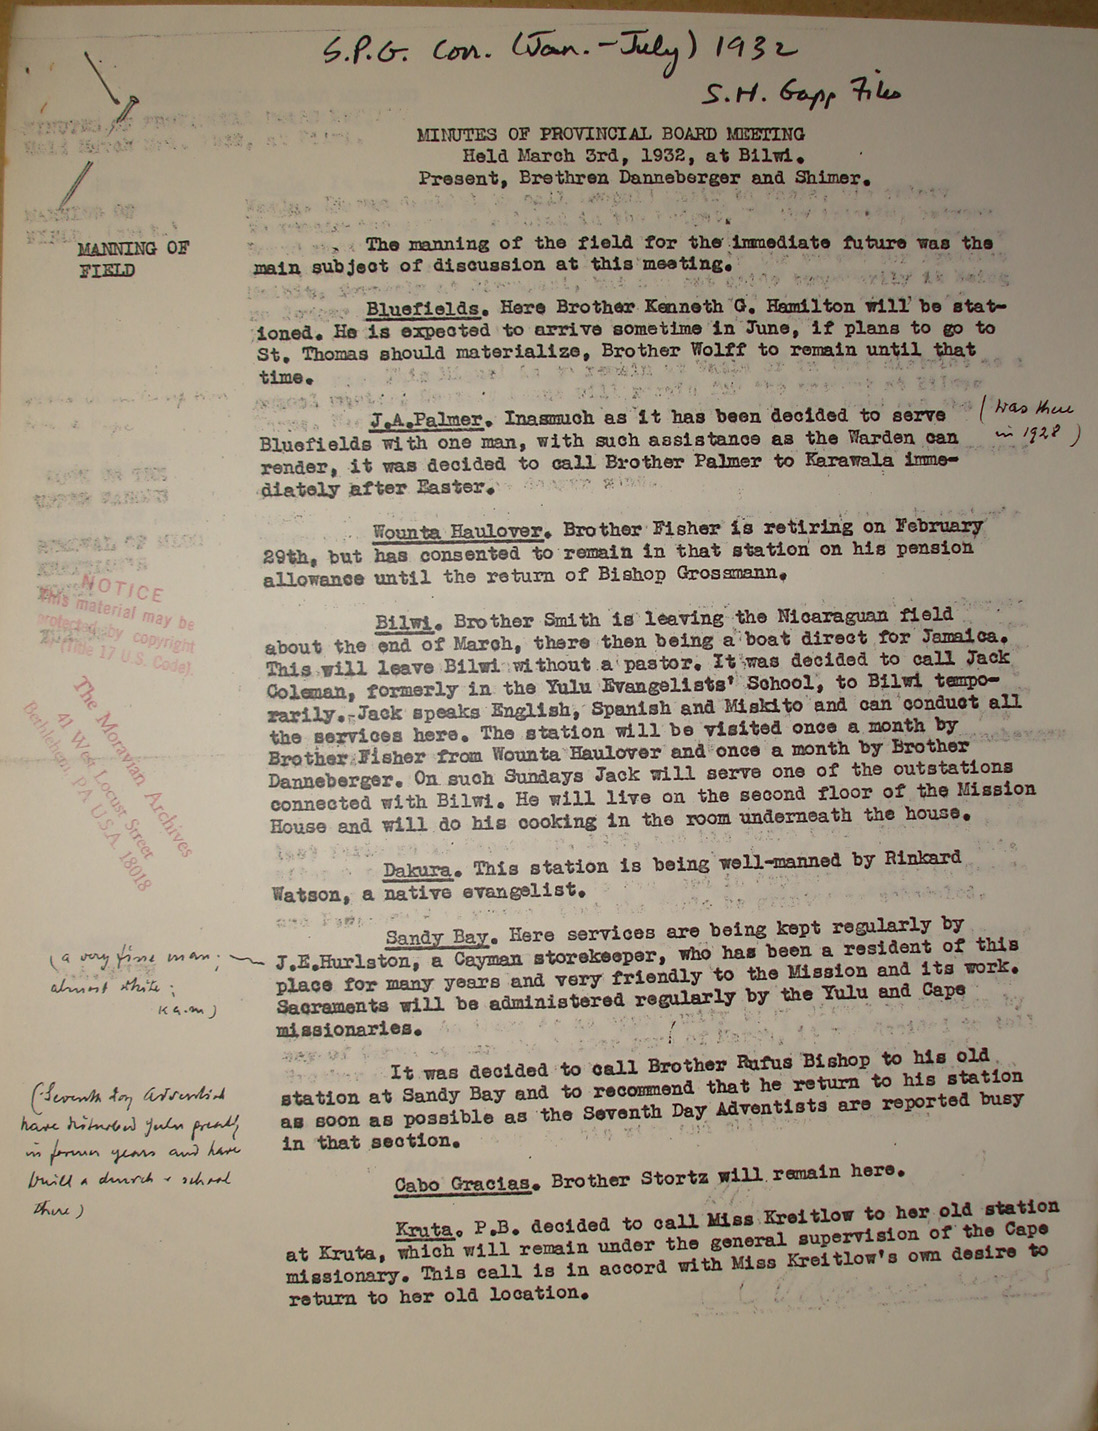 S.P.G. Corr. (Jan. - July) 1932
S.H. Gapp Files
MINUTES OF PROVINCIAL BOARD MEETING
Held March 3rd, 1932, at Bilwi.
Present, Brethren Danneberger and Shimer.
MANNING OF
FIELD
The manning of the field for the immediate future was the
main subject of discussion at this meeting.
Bluefields. Here Brother Kenneth G. Hamilton will be stat-
ioned. He is expected to arrive sometime in June, if plans to go to
St. Thomas should materialize, Brother Wolff to remain until that
time.
J.A.Palmer. Inasmuch as it has been decided to serve
Bluefields with one man, with such assistance as the Warden can
render, it was decided to call Brother Palmer to Karawala imme-
diately after Easter.
(was there
in 1928)
Wounta Haulover. Brother Fisher is retiring on February
29th, but has consented to remain in that station on his pension
allowance until the return of Bishop Grossmann.
Bilwi. Brother Smith is leaving the Nicaraguan field
about the end of March, there then being a boat direct for Jamaica.
This will leave Bilwi without a pastor. It was decided to call Jack
Coleman, formerly in the Yulu Evangelists' School, to Bilwi tempo-
rarily. Jack speaks English, Spanish and Miskito and can conduct all
the services here. The station will be visited once a month by
Brother Fisher from Wounta Haulover and once a month by Brother
Danneberger. On such Sundays Jack will serve one of the outstations
connected with Bilwi. He will live on the second floor of the Mission
House and will do his cooking in the room underneath the house.
NOTICE
This material may be
protected by copyright
(Title 17 U.S. Code)
The Moravian Archives
41 West Locust Street
Bethlehem, PA U.S.A. 18018
Dakura. This station is being well-manned by Rinkard
Watson, a native evangelist.
Sandy Bay. Here services are being kept regularly by
J.E.Hurlston, a Cayman storekeeper, who has been a resident of this
place for many years and very friendly to the Mission and its work.
Sacraments will be administered regularly by the Yulu and Cape
missionaries.
(a very fine man;
almost white;
K.G.M)
It was decided to call Brother Rufus Bishop to his old
station at Sandy Bay and to recommend that he return to his station
as soon as possible as the Seventh Day Adventists are reported busy
in that section.
(Seventh Day Adventists
have disturbed Yulu greatly
in former years and have
built a church + school
there)
Cabo Gracias. Brother Stortz will remain here.
Kruta. P.B. decided to call Miss Kreitlow to her old station
at Kruta, which will remain under the general supervision of the Cape
missionary. This call is in accord with Miss Kreitlow's own desire to
return to her old location.